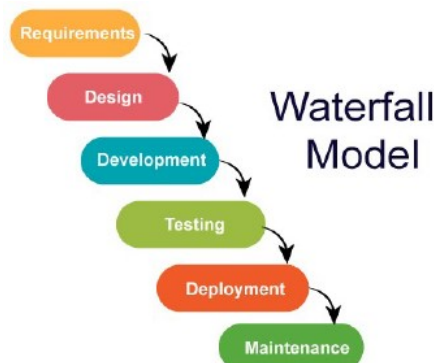 Requirements
Design
Waterfall
Model
Development
Testing
Deployment
Maintenance